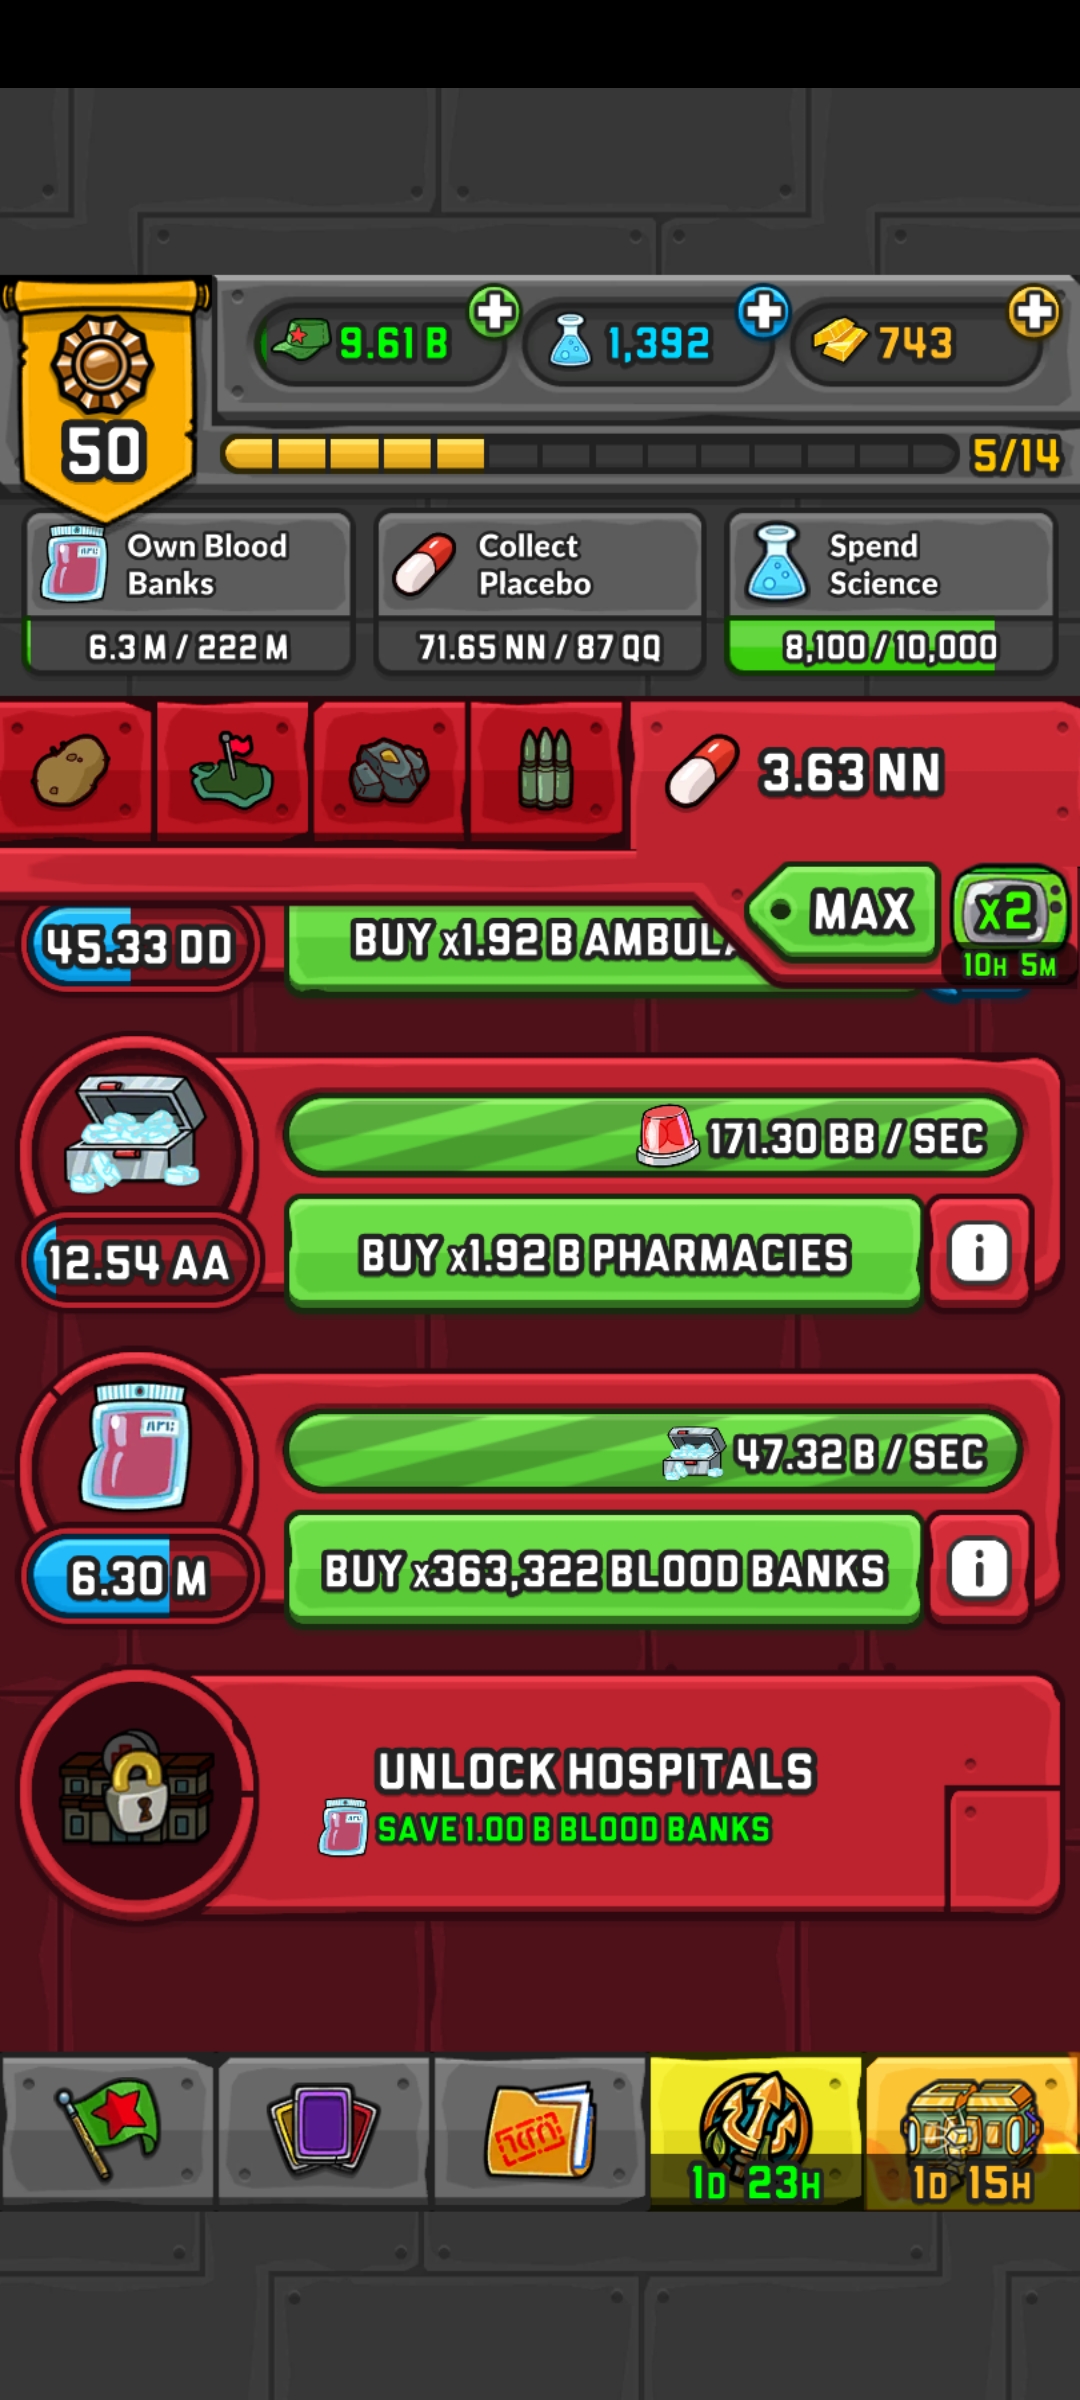 9.61 B
1,392
743
50
5/14
Own Blood
Banks
6.3 M / 222 M
Collect
Placebo
71.65 NN / 87 QQ
Spend
Science
8,100 / 10,000
3.63 NN
MAX
x2
10H 5M
45.33 DD
BUY x1.92 B AMBUL
171.30 BB / SEC
12.54 AA
BUY x1.92 B PHARMACIES
i
47.32 B / SEC
6.30 M
BUY x363,322 BLOOD BANKS
i
UNLOCK HOSPITALS
SAVE 1.00 B BLOOD BANKS
1D 23H
1D 15H